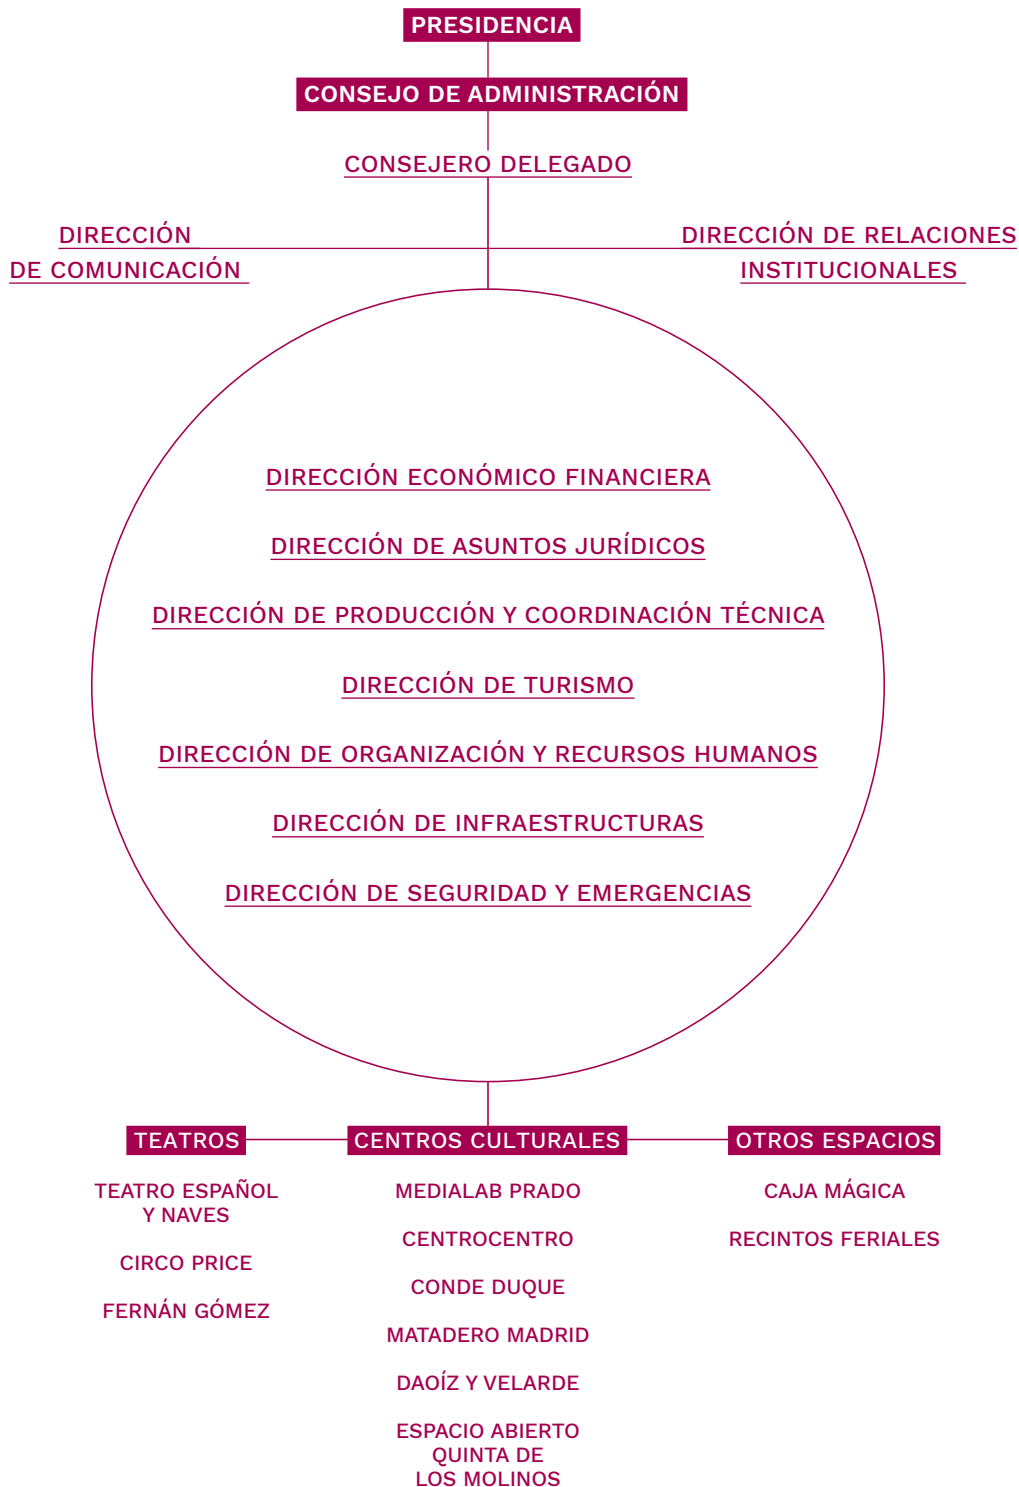 PRESIDENCIA
CONSEJO DE ADMINISTRACIÓN
CONSEJERO DELEGADO
DIRECCIÓN
DE COMUNICACIÓN
DIRECCIÓN DE RELACIONES
INSTITUCIONALES
DIRECCIÓN ECONÓMICO FINANCIERA
DIRECCIÓN DE ASUNTOS JURÍDICOS
DIRECCIÓN DE PRODUCCIÓN Y COORDINACIÓN TÉCNICA
DIRECCIÓN DE TURISMO
DIRECCIÓN DE ORGANIZACIÓN Y RECURSOS HUMANOS
DIRECCIÓN DE INFRAESTRUCTURAS
DIRECCIÓN DE SEGURIDAD Y EMERGENCIAS
TEATROS
TEATRO ESPAÑOL
Y NAVES
CIRCO PRICE
FERNÁN GÓMEZ
CENTROS CULTURALES
MEDIALAB PRADO
CENTROCENTRO
CONDE DUQUE
MATADERO MADRID
DAOÍZ Y VELARDE
ESPACIO ABIERTO
QUINTA DE
LOS MOLINOS
OTROS ESPACIOS
CAJA MÁGICA
RECINTOS FERIALES